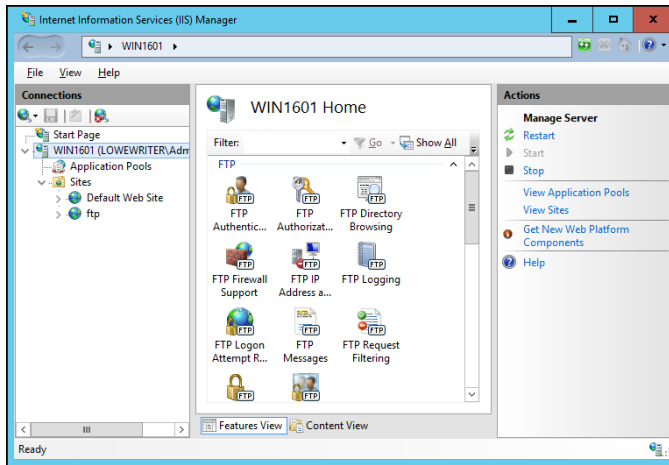 Internet Information Services (IIS) Manager
WIN1601
File View Help
Connections
Start Page
WIN1601 (LOWEWRITER\Adm
Application Pools
Sites
Default Web Site
ftp
WIN1601 Home
Filter: Go Show All
FTP
FTP Authentic...
FTP Authorizat...
FTP Directory Browsing
FTP Firewall Support
FTP IP Address a...
FTP Logging
FTP Logon Attempt R...
FTP Messages
FTP Request Filtering
Features View Content View
Actions
Manage Server
Restart
Start
Stop
View Application Pools
View Sites
Get New Web Platform
Components
Help
Ready